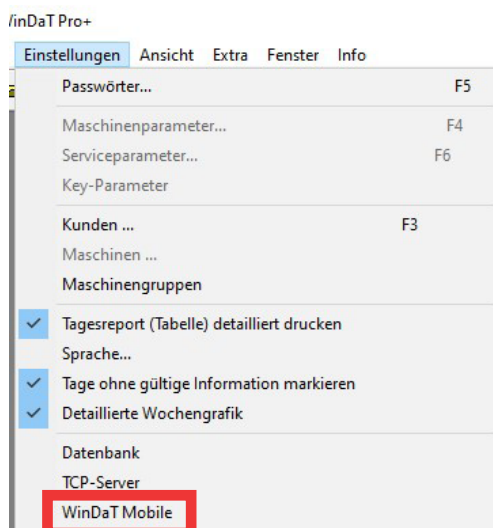 WinDaT Pro+
Einstellungen Ansicht Extra Fenster Info
Passwörter... F5
Maschinenparameter... F4
Serviceparameter... F6
Key-Parameter
Kunden ... F3
Maschinen ...
Maschinengruppen
Tagesreport (Tabelle) detailliert drucken
Sprache...
Tage ohne gültige Information markieren
Detaillierte Wochengrafik
Datenbank
TCP-Server
WinDaT Mobile